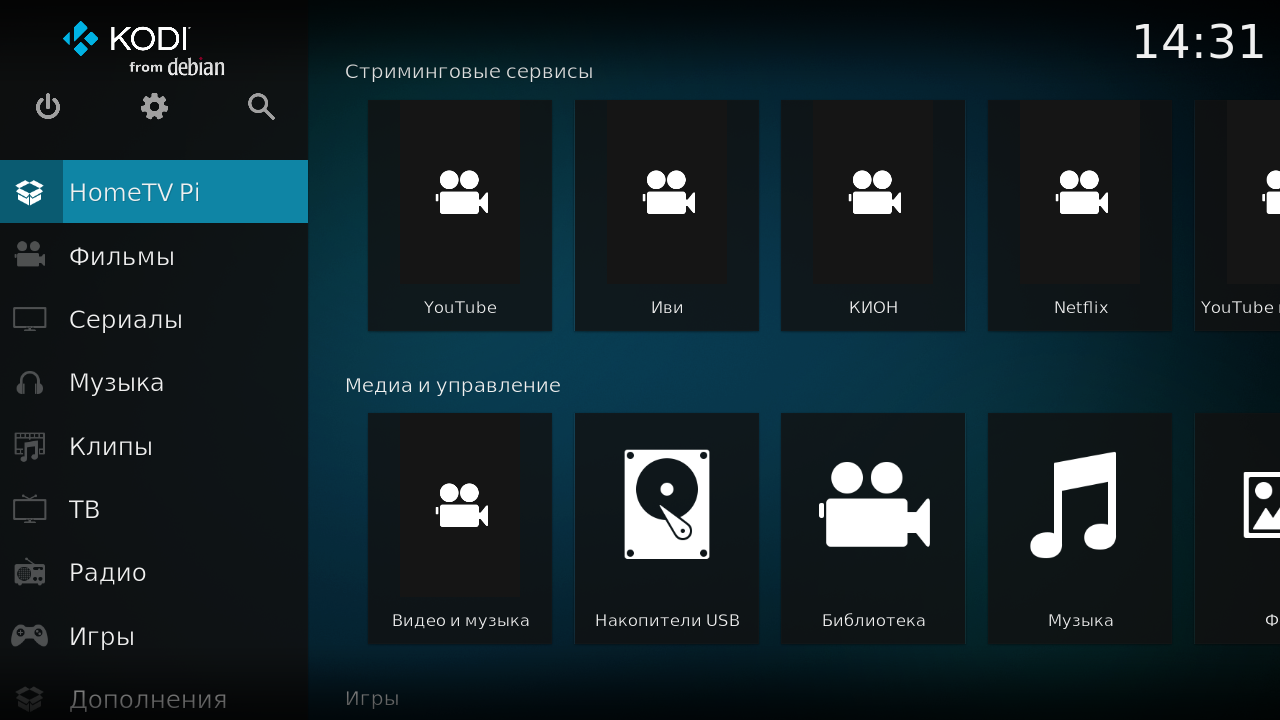 KODI
from debian
14:31
HomeTV Pi
Фильмы
Сериалы
Музыка
Клипы
ТВ
Радио
Игры
Дополнения
Стриминговые сервисы
YouTube
Иви
КИОН
Netflix
YouTube
Медиа и управление
Видео и музыка
Накопители USB
Библиотека
Музыка
Игры